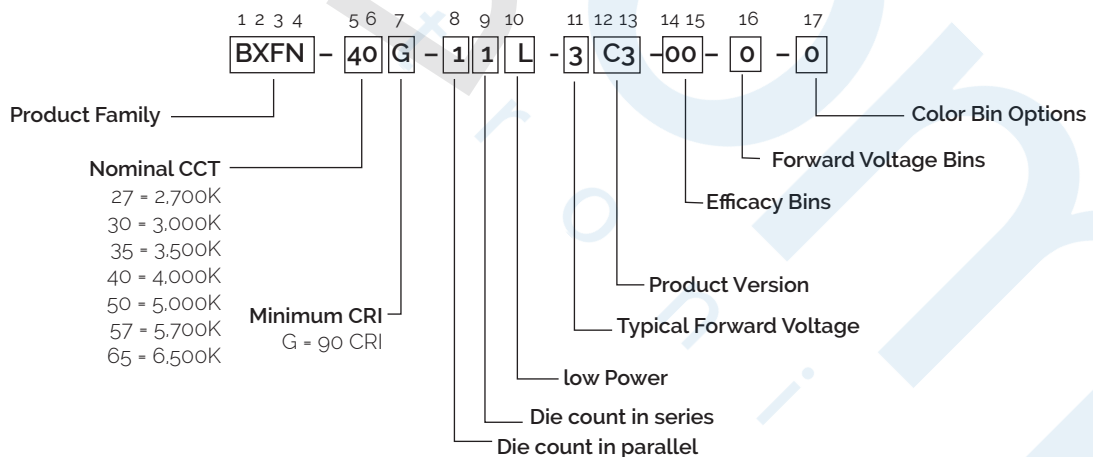 1 2 3 4 5 6 7 8 9 10 11 12 13 14 15 16 17
BXFN - 40 G - 1 1 L - 3 C3 - 00 - 0 - 0
Product Family
Color Bin Options
Nominal CCT
27 = 2,700K
30 = 3,000K
35 = 3,500K
40 = 4,000K
50 = 5,000K
57 = 5,700K
65 = 6,500K
Forward Voltage Bins
Efficacy Bins
Product Version
Minimum CRI
G = 90 CRI
Typical Forward Voltage
low Power
Die count in series
Die count in parallel